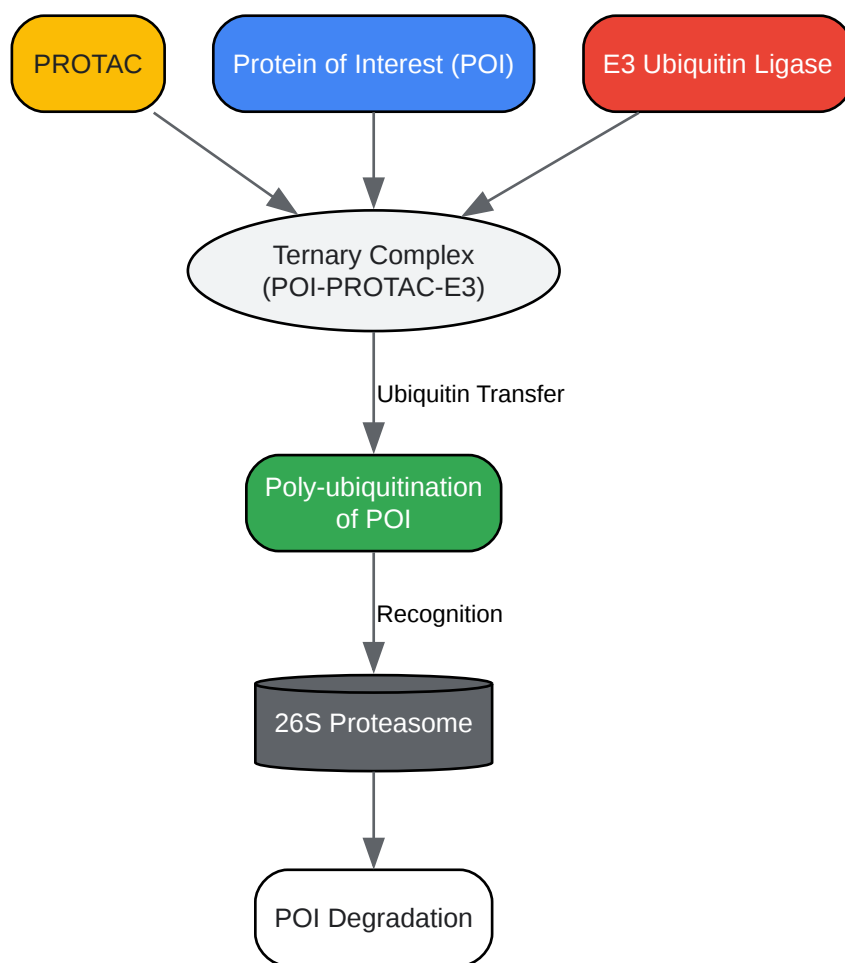 PROTAC
Protein of Interest (POI)
E3 Ubiquitin Ligase
Ternary Complex
(POI-PROTAC-E3)
Ubiquitin Transfer
Poly-ubiquitination
of POI
Recognition
26S Proteasome
POI Degradation